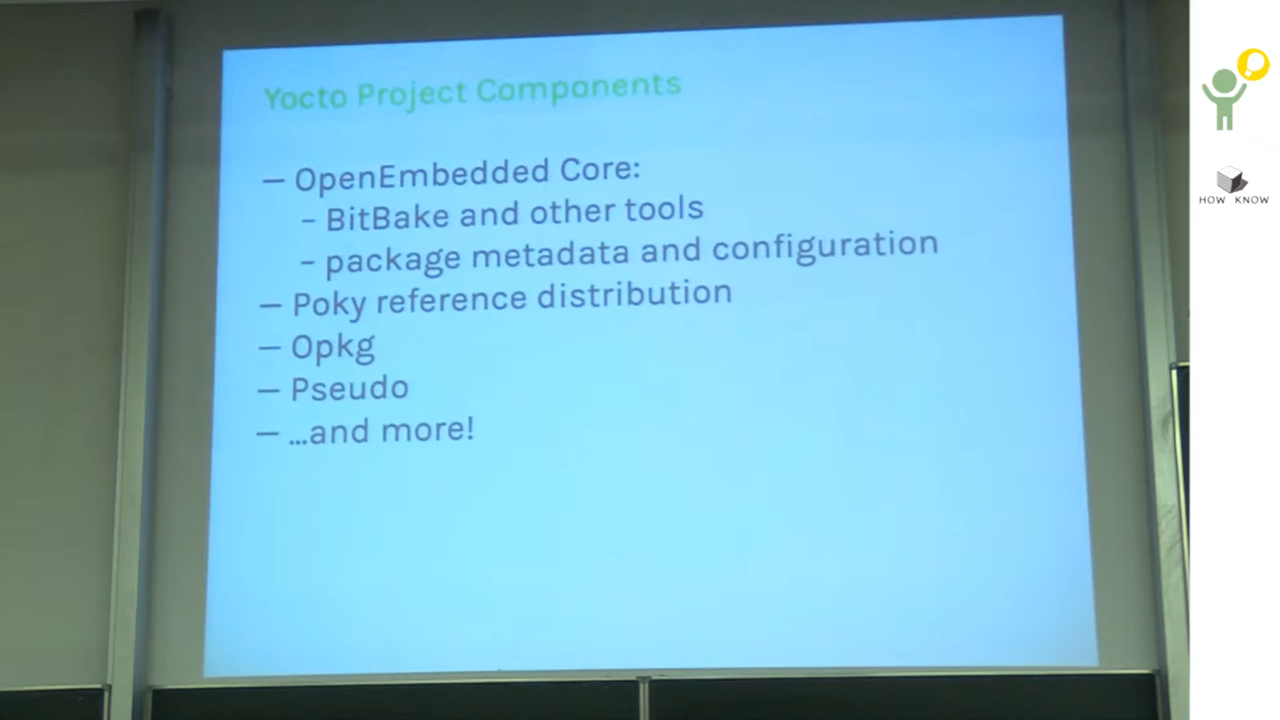 Yocto Project Components
— OpenEmbedded Core:
– BitBake and other tools
– package metadata and configuration
— Poky reference distribution
— Opkg
— Pseudo
— ...and more!
HOW KNOW